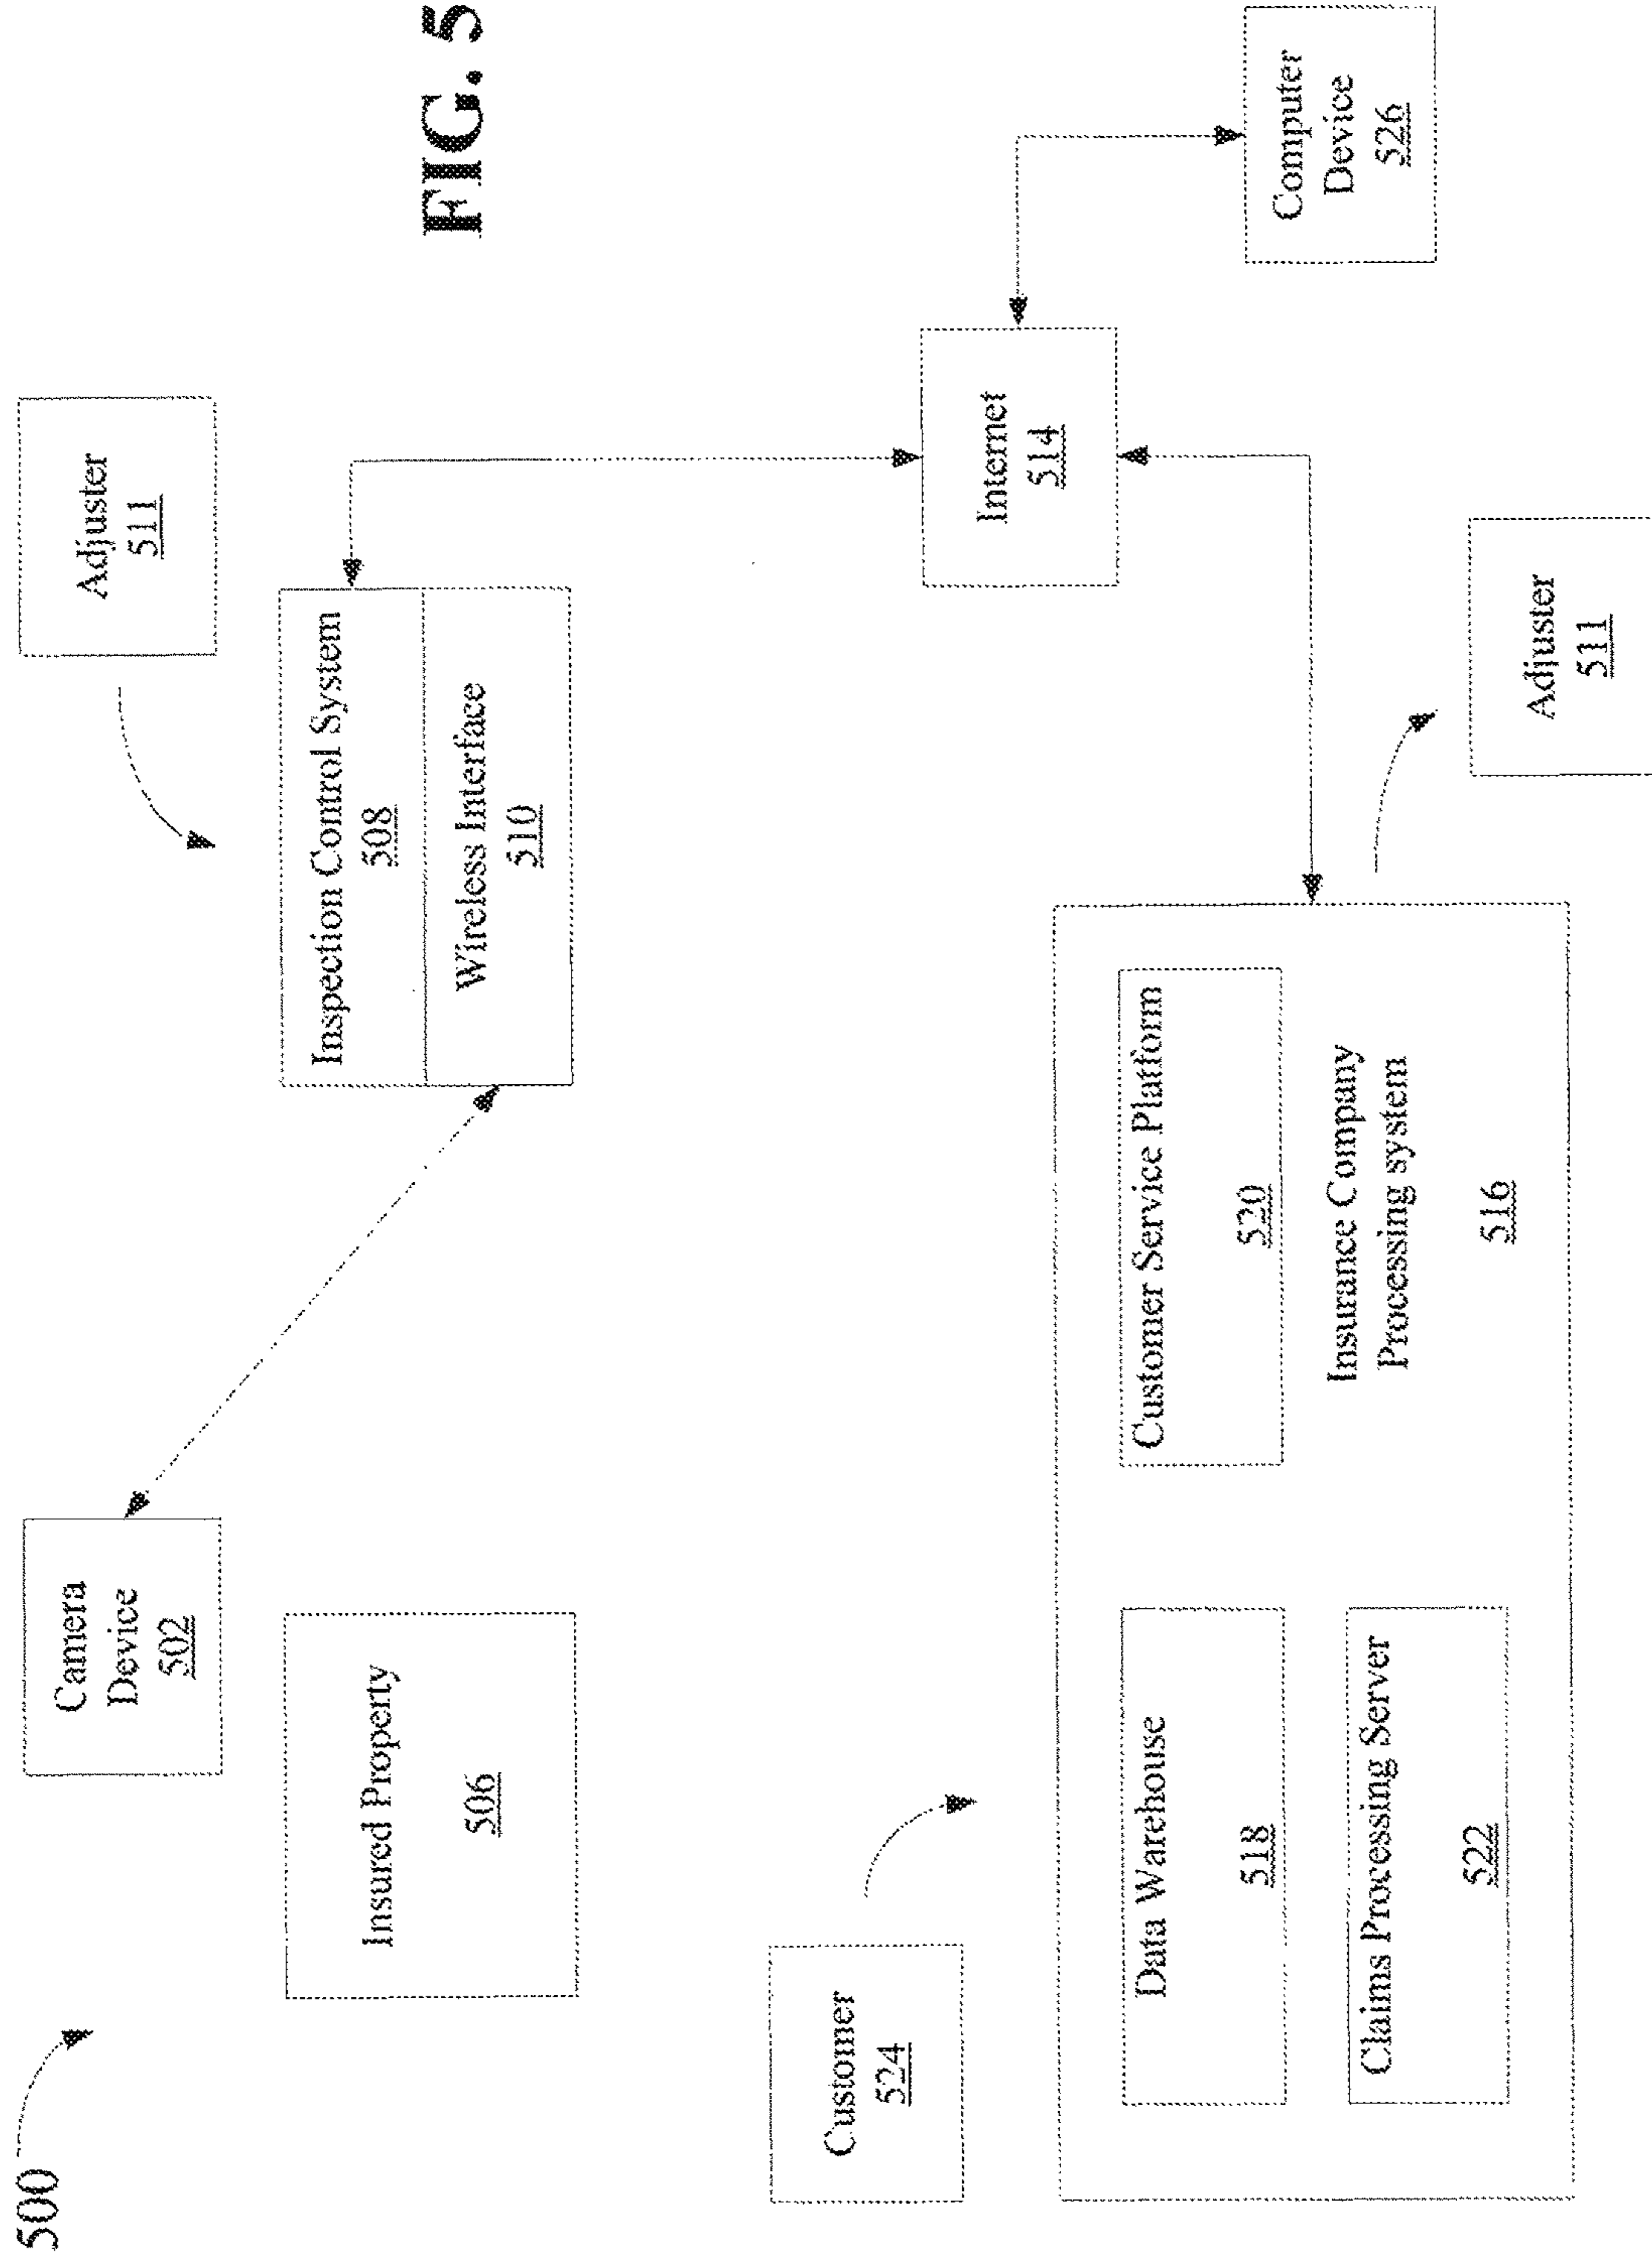 500
Camera
Device
502
Adjuster
511
Insured Property
506
Inspection Control System
508
Wireless Interface
510
FIG. 5
Customer
524
Internet
514
Data Warehouse
518
Customer Service Platform
520
Computer
Device
526
Claims Processing Server
522
Insurance Company
Processing system
516
Adjuster
511